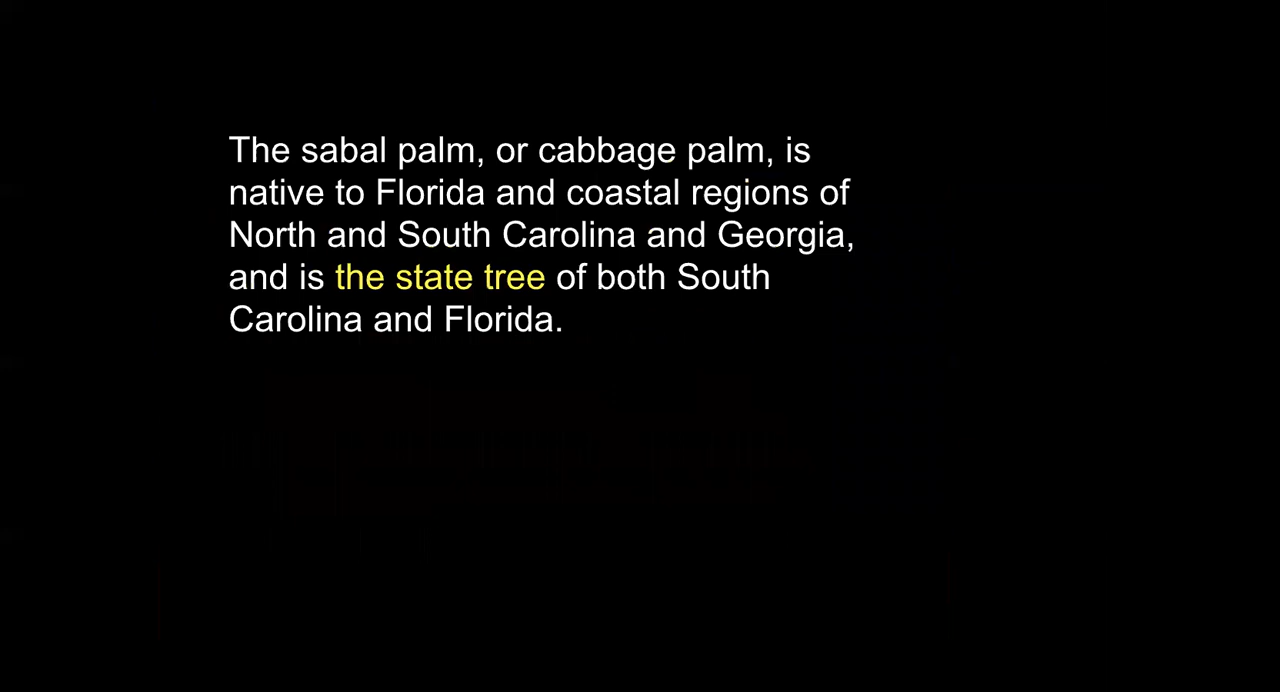 The sabal palm, or cabbage palm, is
native to Florida and coastal regions of
North and South Carolina and Georgia,
and is the state tree of both South
Carolina and Florida.